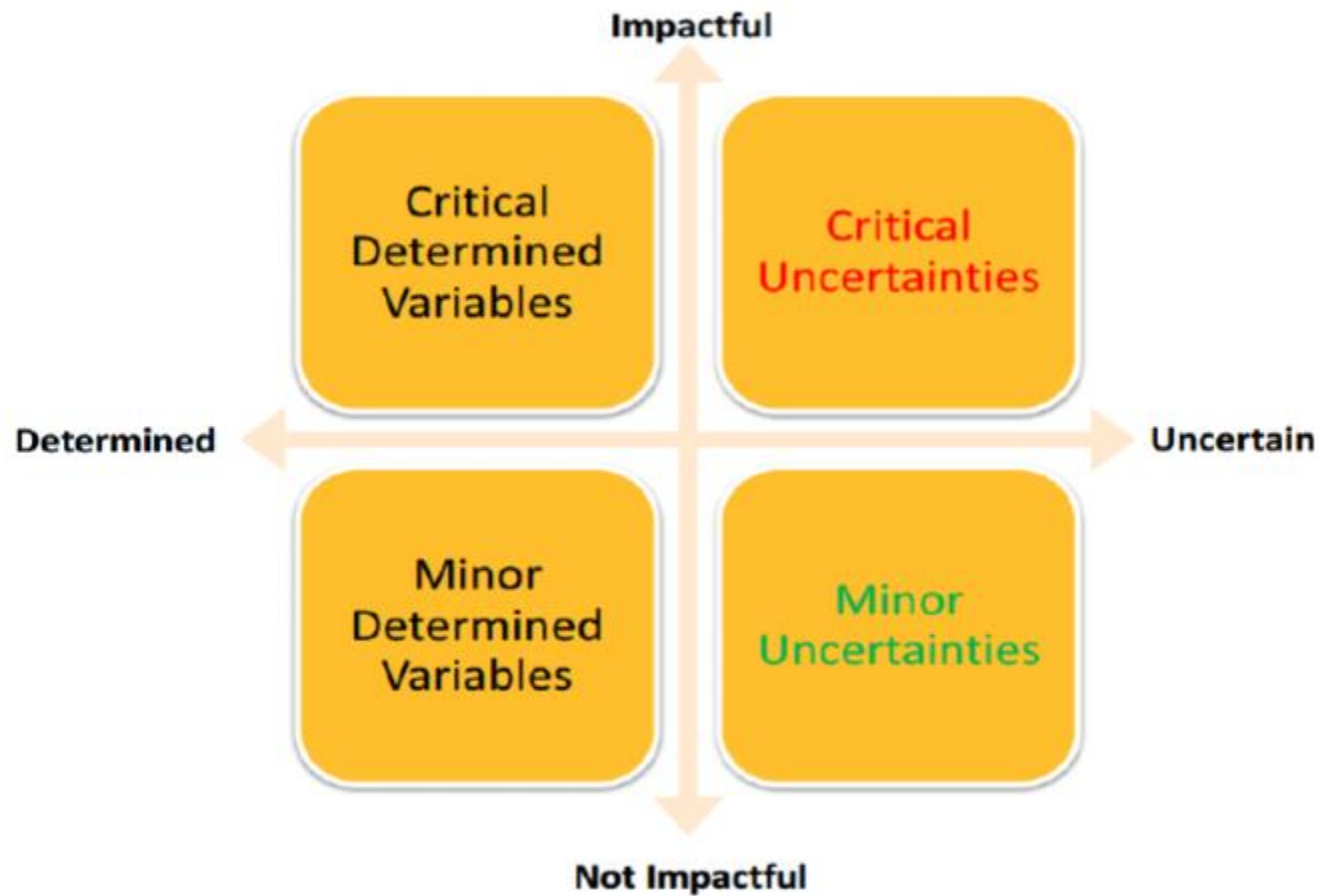 Impactful
Critical
Determined
Variables
Critical
Uncertainties
Determined
Uncertain
Minor
Determined
Variables
Minor
Uncertainties
Not Impactful